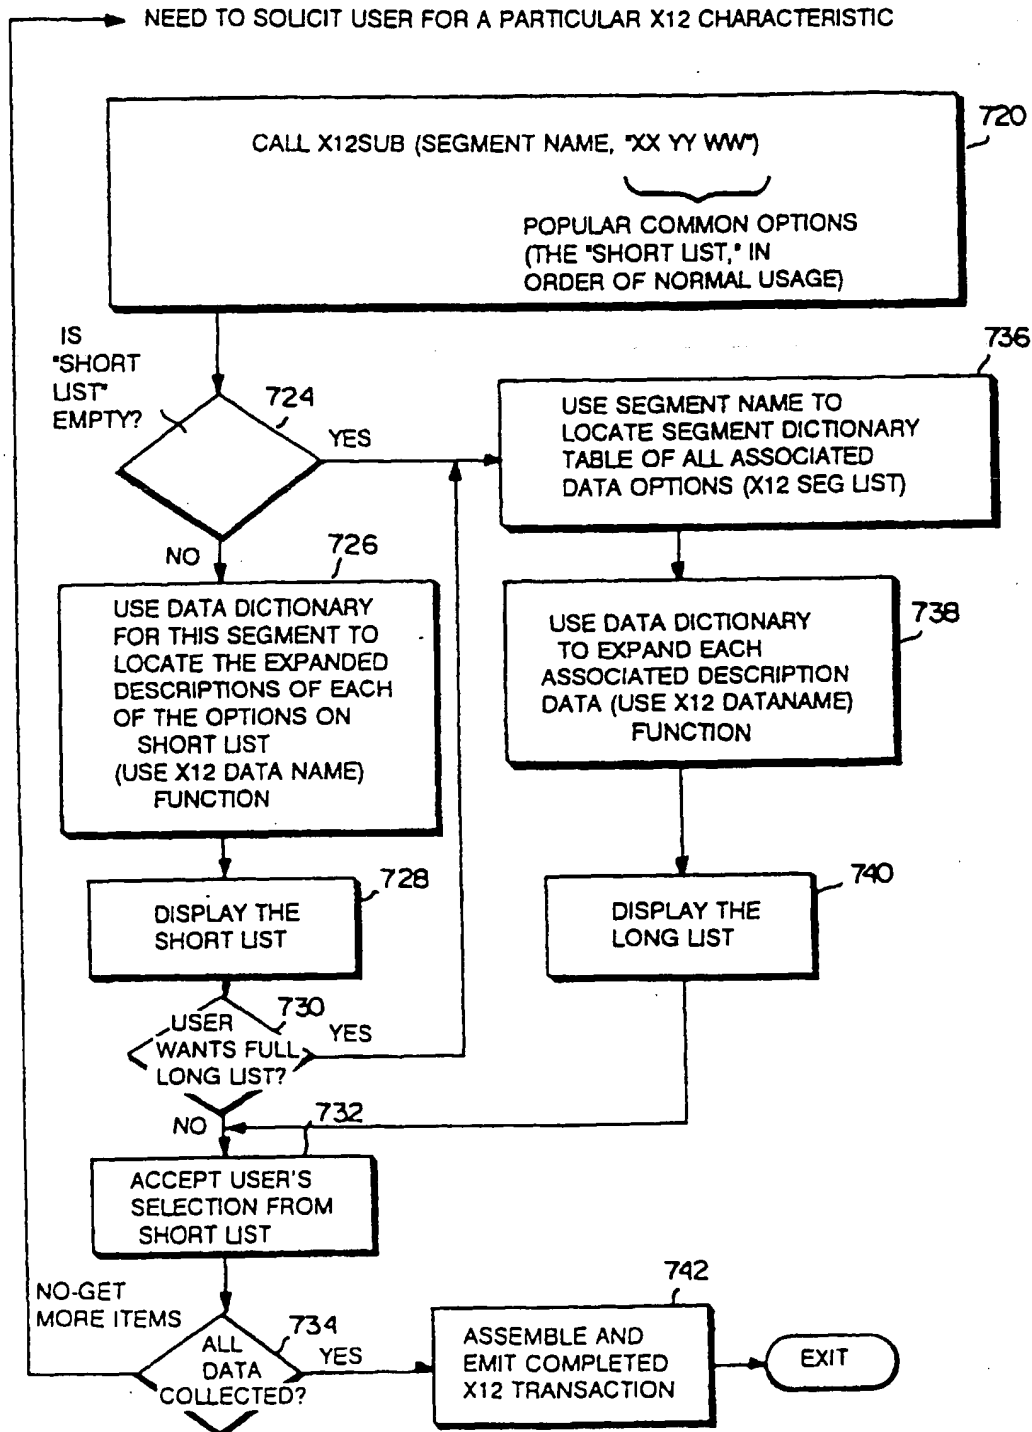 NEED TO SOLICIT USER FOR A PARTICULAR X12 CHARACTERISTIC
720
CALL X12SUB (SEGMENT NAME, "XX YY WW")
POPULAR COMMON OPTIONS
(THE "SHORT LIST," IN
ORDER OF NORMAL USAGE)
IS
"SHORT
LIST"
EMPTY?
724
YES
NO
736
USE SEGMENT NAME TO
LOCATE SEGMENT DICTIONARY
TABLE OF ALL ASSOCIATED
DATA OPTIONS (X12 SEG LIST)
726
USE DATA DICTIONARY
FOR THIS SEGMENT TO
LOCATE THE EXPANDED
DESCRIPTIONS OF EACH
OF THE OPTIONS ON
SHORT LIST
(USE X12 DATA NAME)
FUNCTION
738
USE DATA DICTIONARY
TO EXPAND EACH
ASSOCIATED DESCRIPTION
DATA (USE X12 DATANAME)
FUNCTION
728
DISPLAY THE
SHORT LIST
740
DISPLAY THE
LONG LIST
730
USER
WANTS FULL
LONG LIST?
YES
NO
732
ACCEPT USER'S
SELECTION FROM
SHORT LIST
NO-GET
MORE ITEMS
734
ALL
DATA
COLLECTED?
YES
742
ASSEMBLE AND
EMIT COMPLETED
X12 TRANSACTION
EXIT